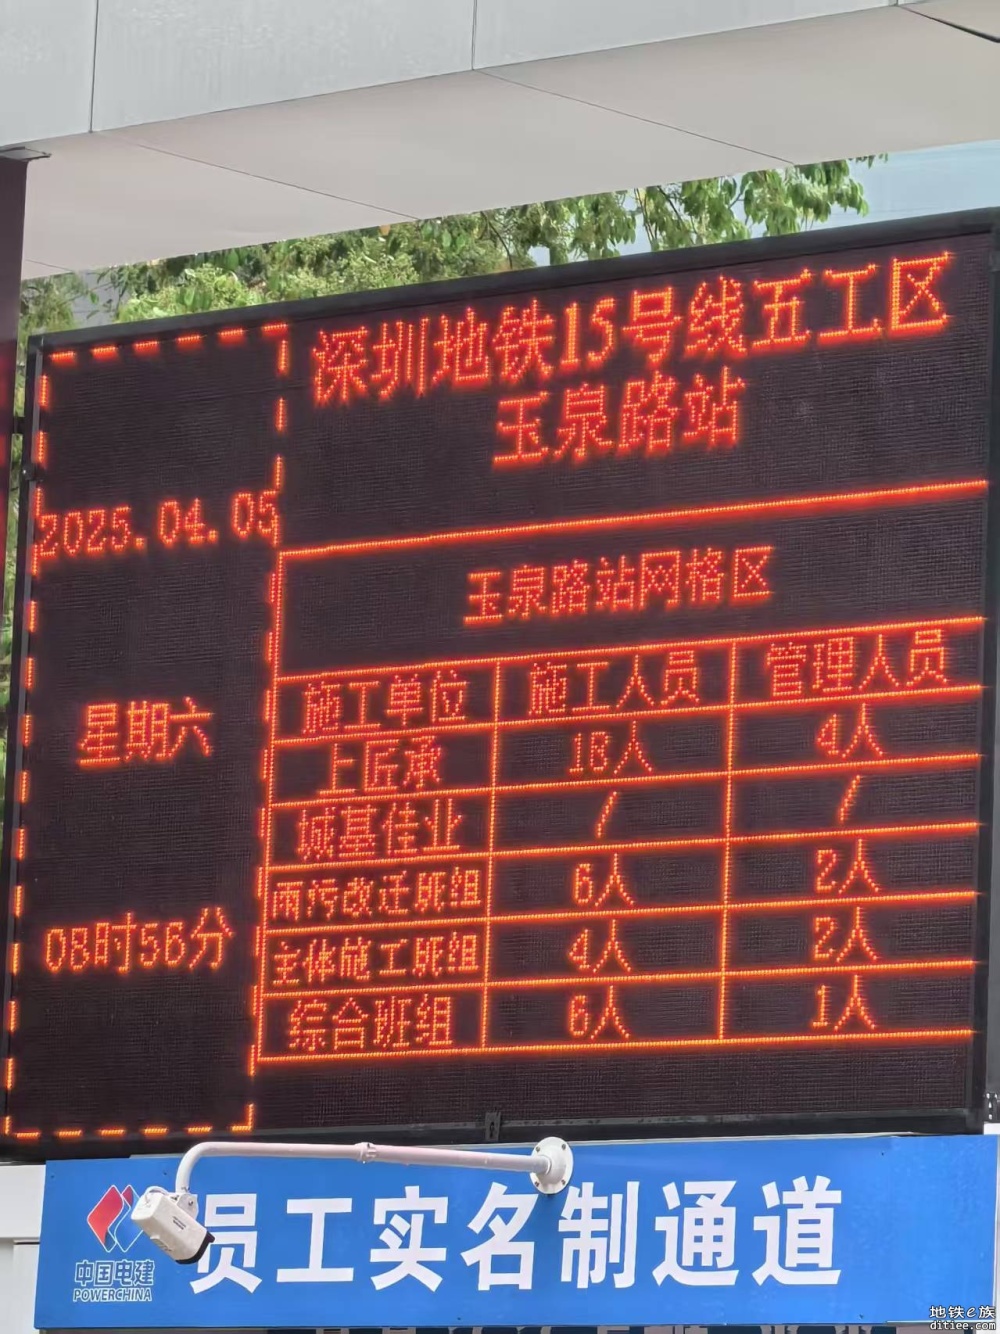 深圳地铁15号线五工区
玉泉路站
2025.04.05
星期六
08时56分
玉泉路站网格区
施工单位 施工人员 管理人员
上匠承 18人 4人
城基佳业 / /
雨污改迁班组 6人 2人
主体施工班组 4人 2人
综合班组 6人 1人
中国电建
POWERCHINA
员工实名制通道
地铁e族
ditiee.com